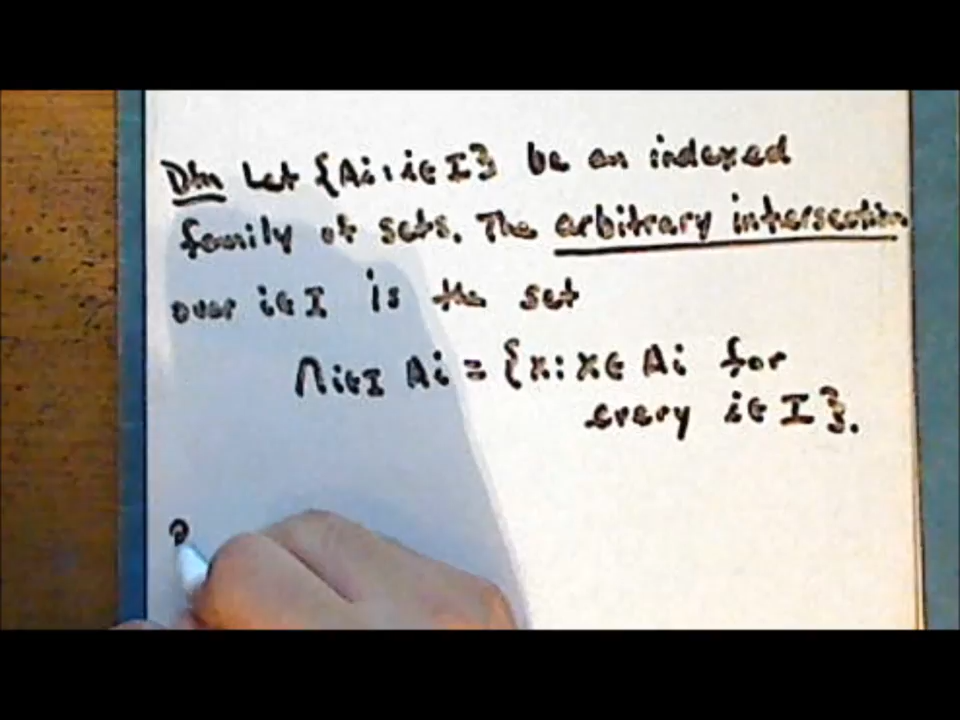 Dfn Let {Ai : i∈I} be an indexed
family of sets. The arbitrary intersection
over i∈I is the set
∩i∈I Ai = {x : x∈ Ai for
every i∈ I}.